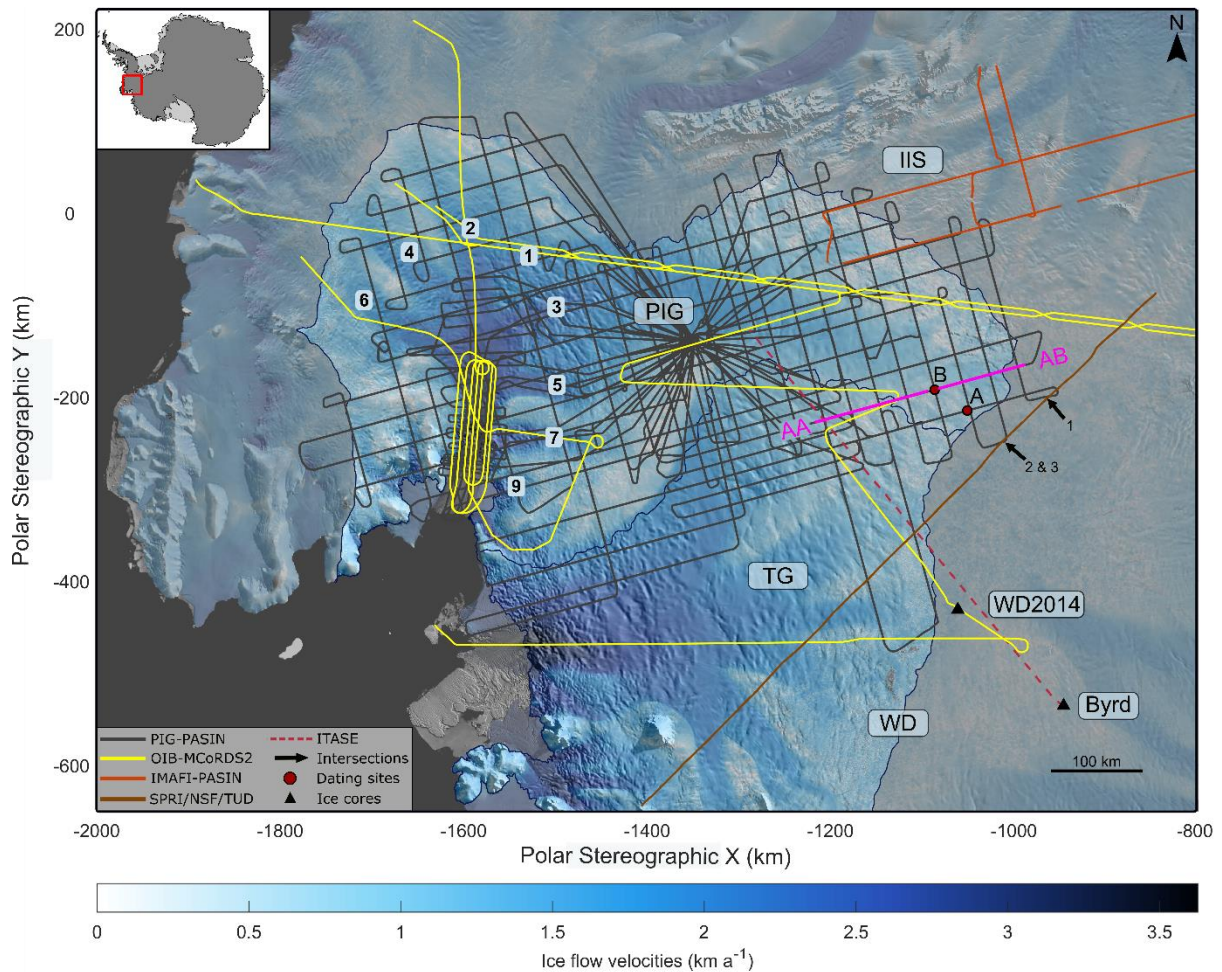 200
N
IIS
0
2
4
1
6
3
PIG
Polar Stereographic Y (km)
-200
5
B
AB
A
AA
7
1
2 & 3
9
-400
TG
WD2014
WD
Byrd
-600
PIG-PASIN
ITASE
OIB-MCoRDS2
Intersections
IMAFI-PASIN
Dating sites
SPRI/NSF/TUD
Ice cores
100 km
-2000 -1800 -1600 -1400 -1200 -1000 -800
Polar Stereographic X (km)
0 0.5 1 1.5 2 2.5 3 3.5
Ice flow velocities (km a⁻¹)